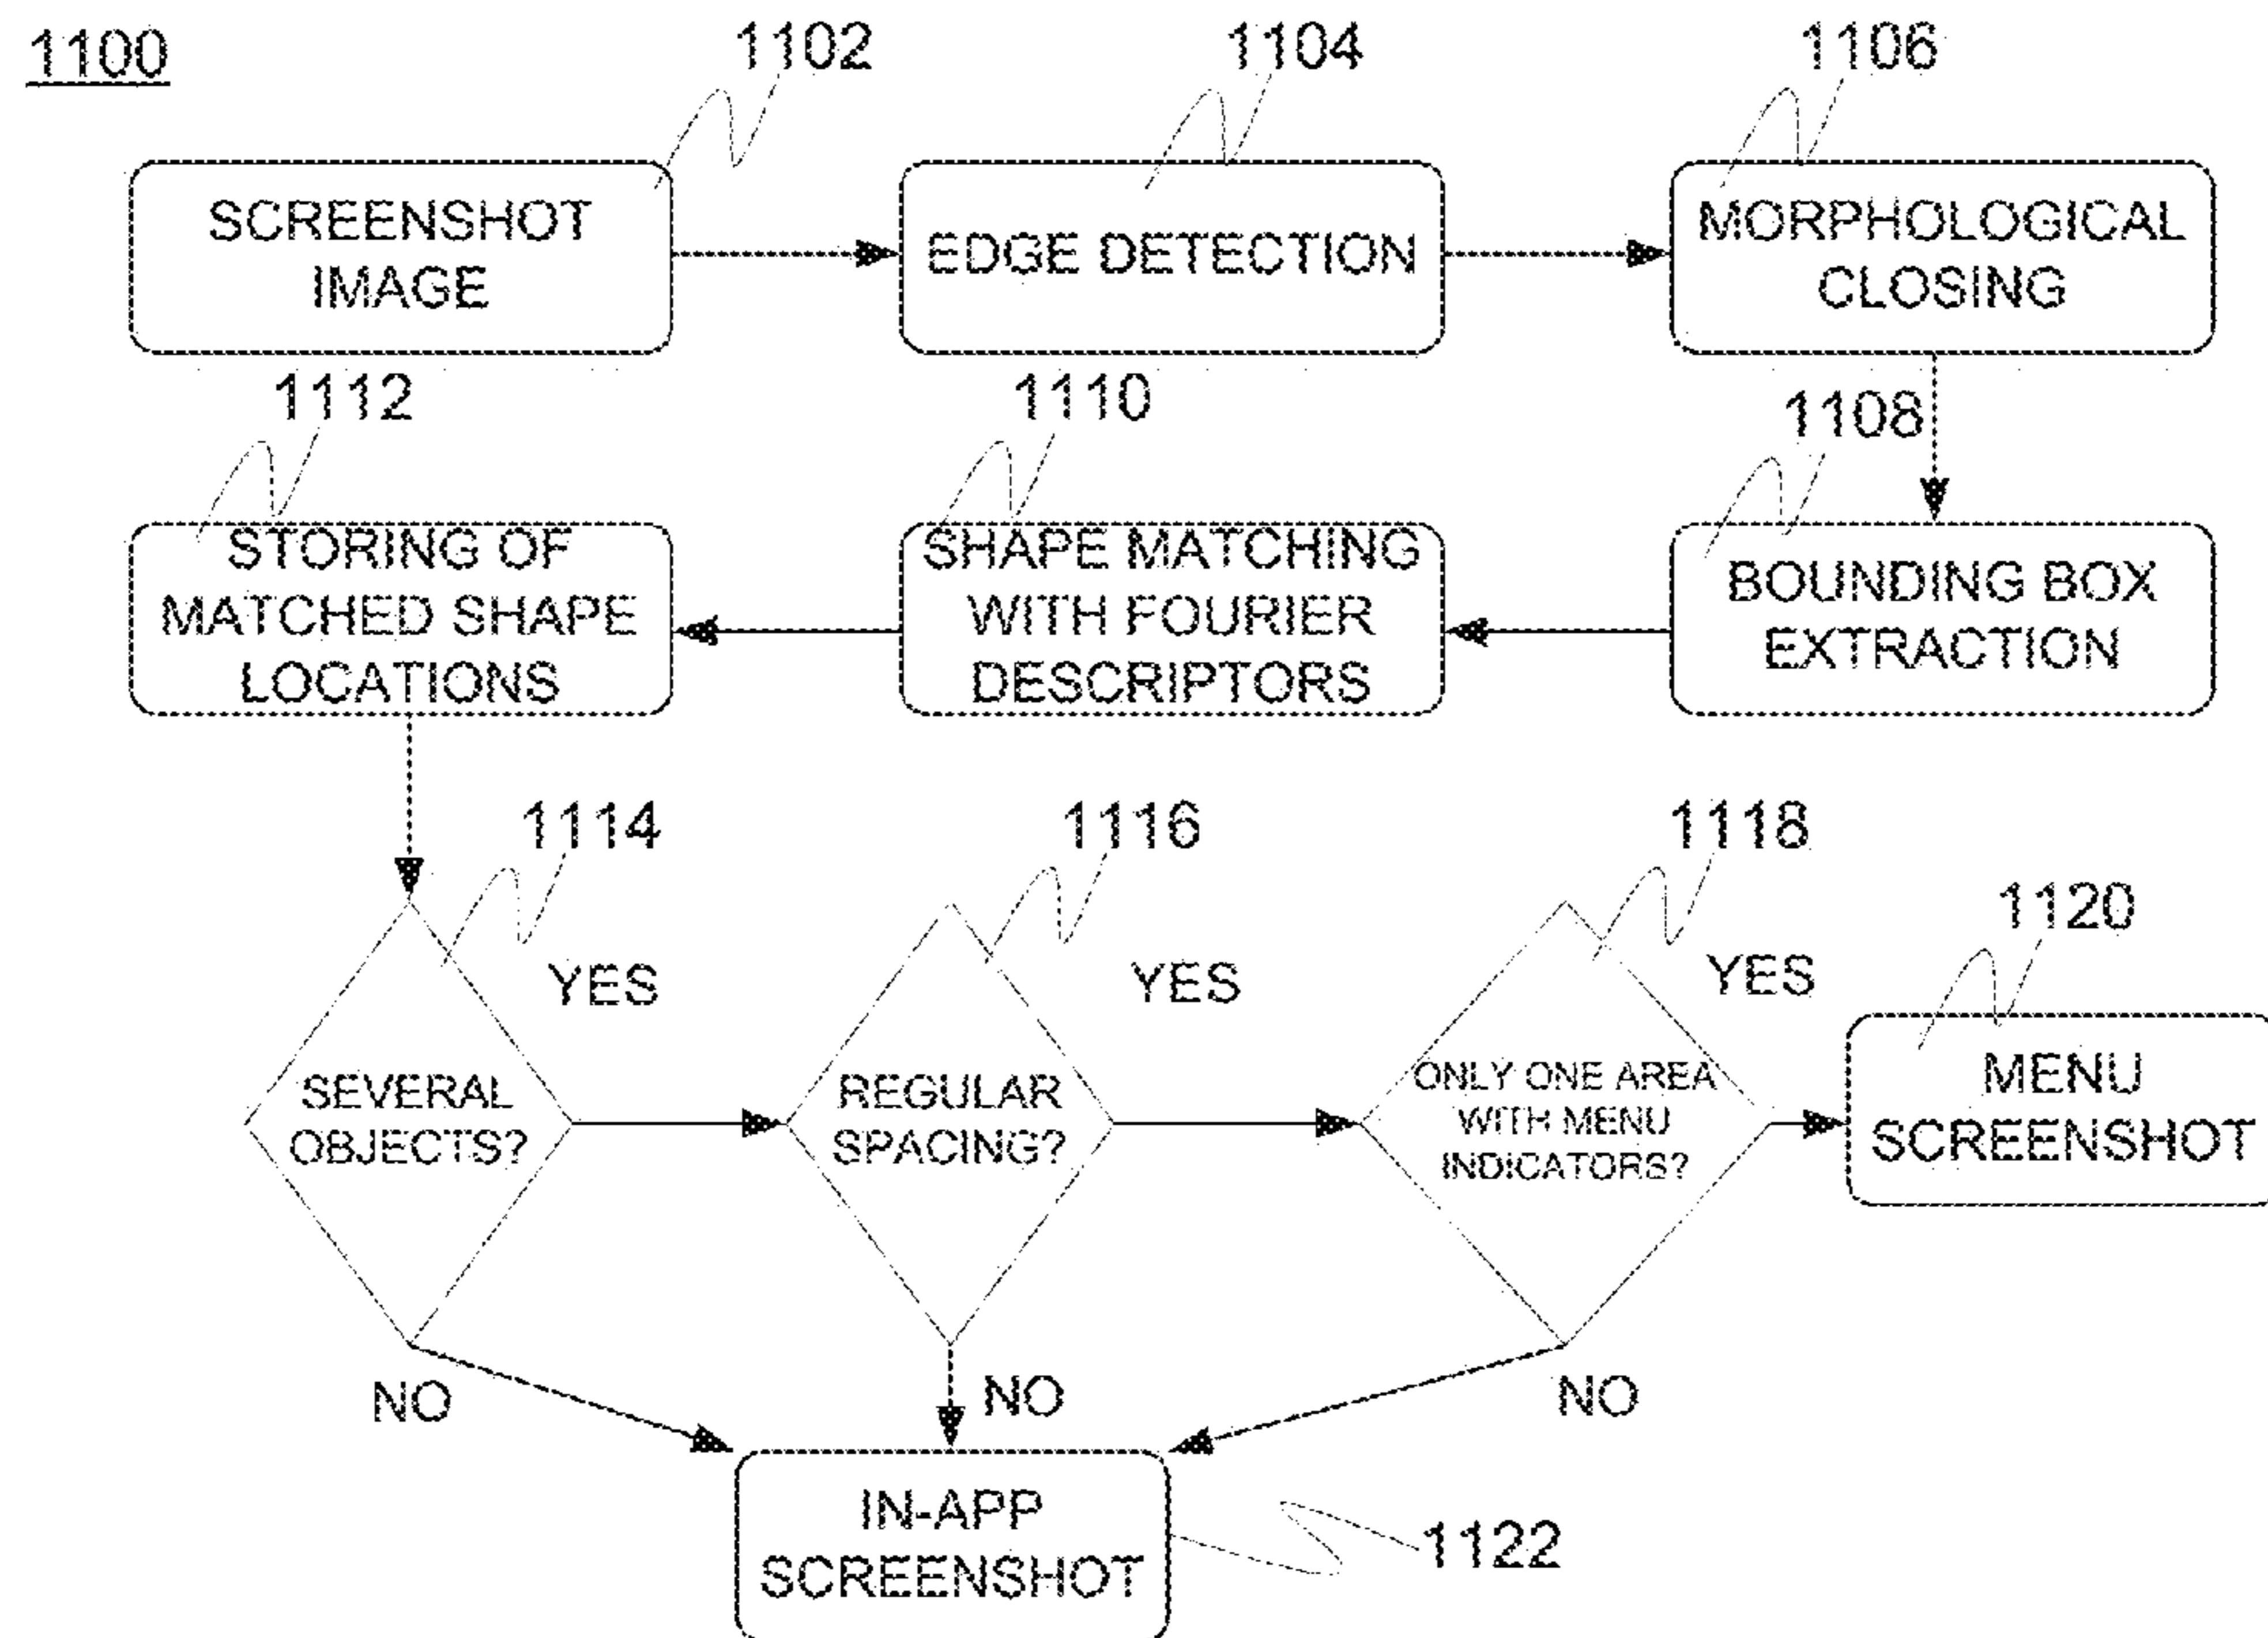 1100
1102
1104
1106
SCREENSHOT
IMAGE
EDGE DETECTION
MORPHOLOGICAL
CLOSING
1112
1110
1108
STORING OF
MATCHED SHAPE
LOCATIONS
SHAPE MATCHING
WITH FOURIER
DESCRIPTORS
BOUNDING BOX
EXTRACTION
1114
1116
1118
1120
YES
YES
YES
SEVERAL
OBJECTS?
REGULAR
SPACING?
ONLY ONE AREA
WITH MENU
INDICATORS?
MENU
SCREENSHOT
NO
NO
NO
IN-APP
SCREENSHOT
1122